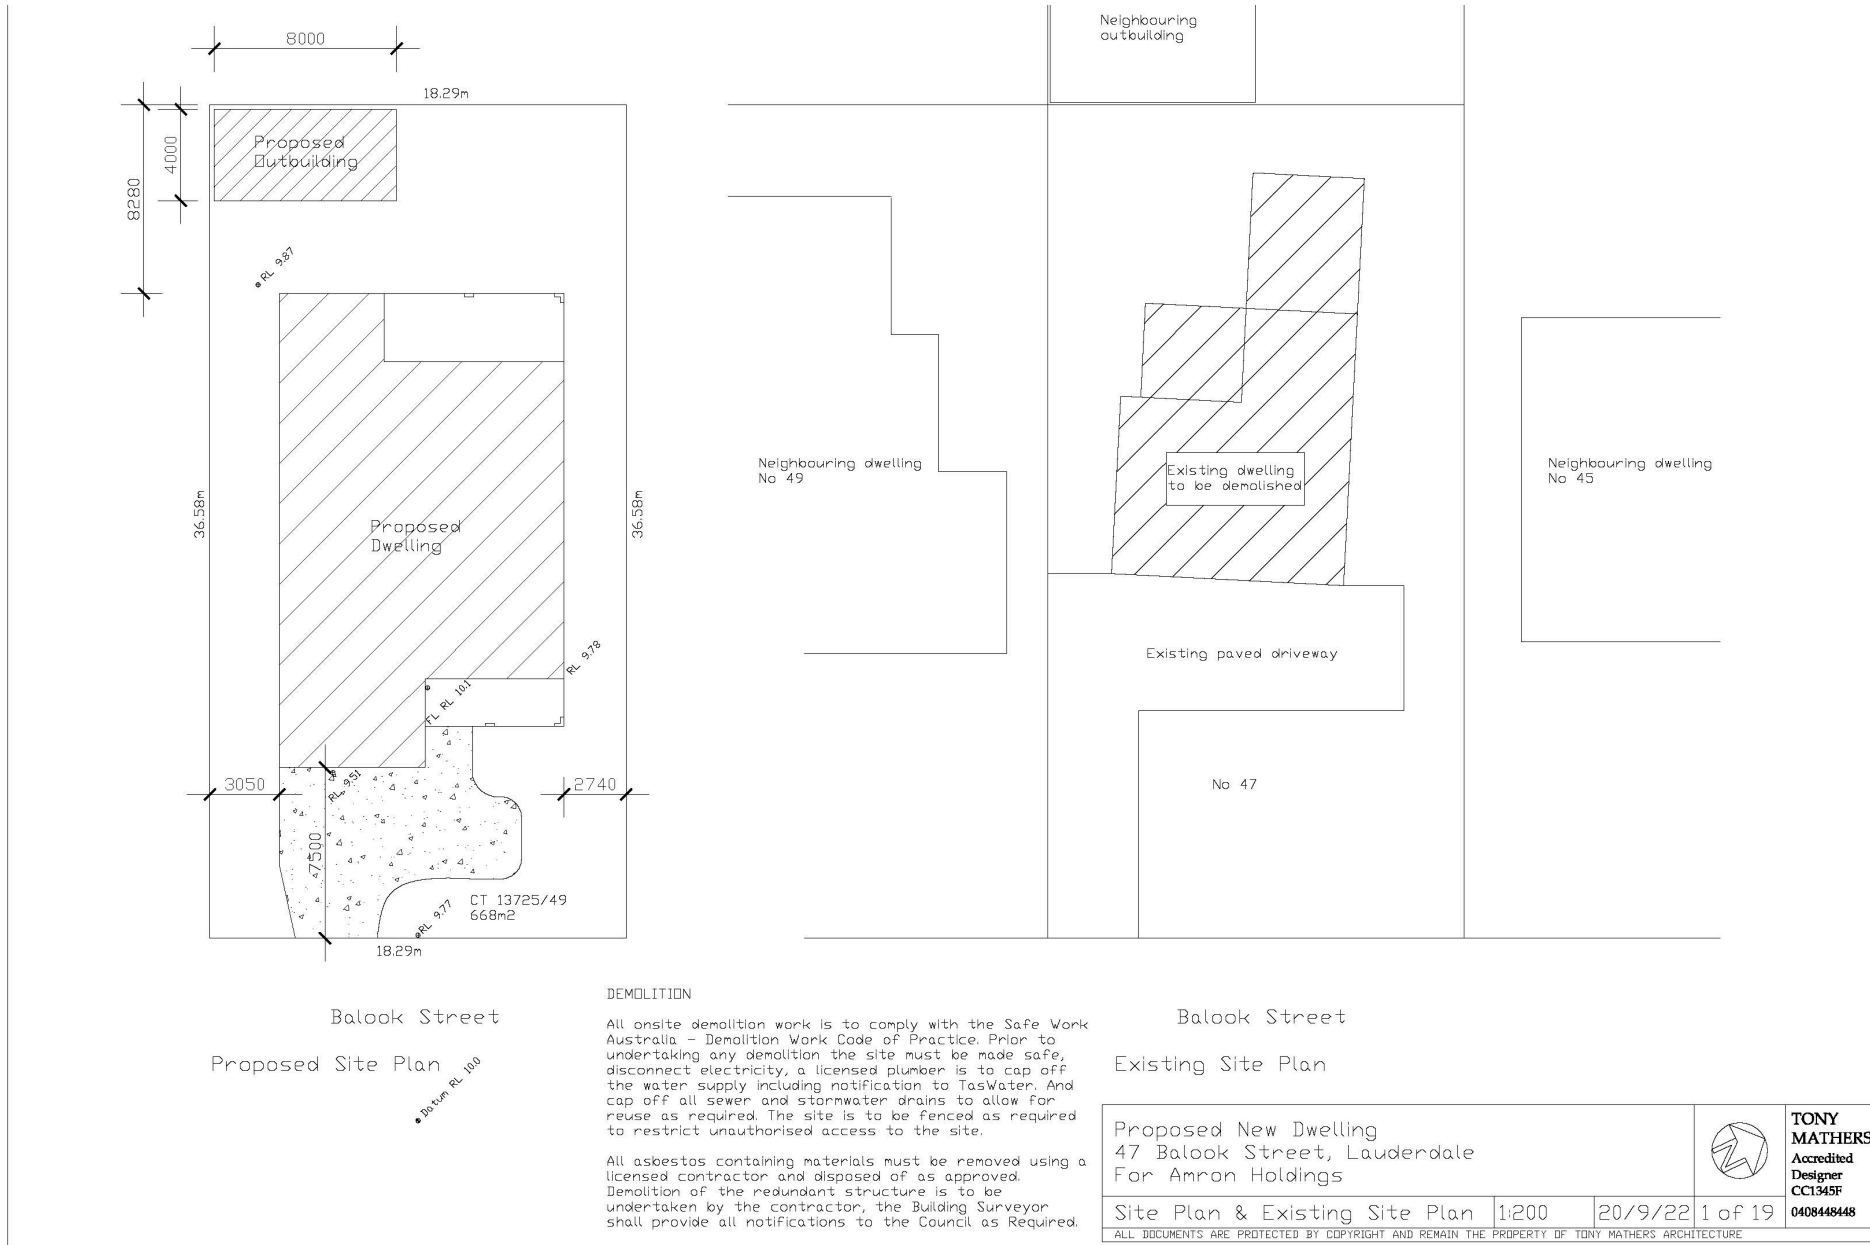 8000
18.29m
Proposed
Outbuilding
4000
8280
RL 9.87
36.58m
36.58m
Proposed
Dwelling
RL 9.78
FL RL 10.1
RL 9.51
3050
2740
7500
CT 13725/49
668m2
RL 9.77
18.29m
Balook Street
Proposed Site Plan
Datum RL 10.0
Neighbouring
outbuilding
Neighbouring dwelling
No 49
Existing dwelling
to be demolished
Neighbouring dwelling
No 45
Existing paved driveway
No 47
Balook Street
Existing Site Plan
DEMOLITION
All onsite demolition work is to comply with the Safe Work
Australia - Demolition Work Code of Practice. Prior to
undertaking any demolition the site must be made safe,
disconnect electricity, a licensed plumber is to cap off
the water supply including notification to TasWater. And
cap off all sewer and stormwater drains to allow for
reuse as required. The site is to be fenced as required
to restrict unauthorised access to the site.
All asbestos containing materials must be removed using a
licensed contractor and disposed of as approved.
Demolition of the redundant structure is to be
undertaken by the contractor, the Building Surveyor
shall provide all notifications to the Council as Required.
Proposed New Dwelling
47 Balook Street, Lauderdale
For Amron Holdings
Site Plan & Existing Site Plan
1:200
20/9/22
1 of 19
TONY
MATHERS
Accredited
Designer
CC1345F
0408448448
ALL DOCUMENTS ARE PROTECTED BY COPYRIGHT AND REMAIN THE PROPERTY OF TONY MATHERS ARCHITECTURE